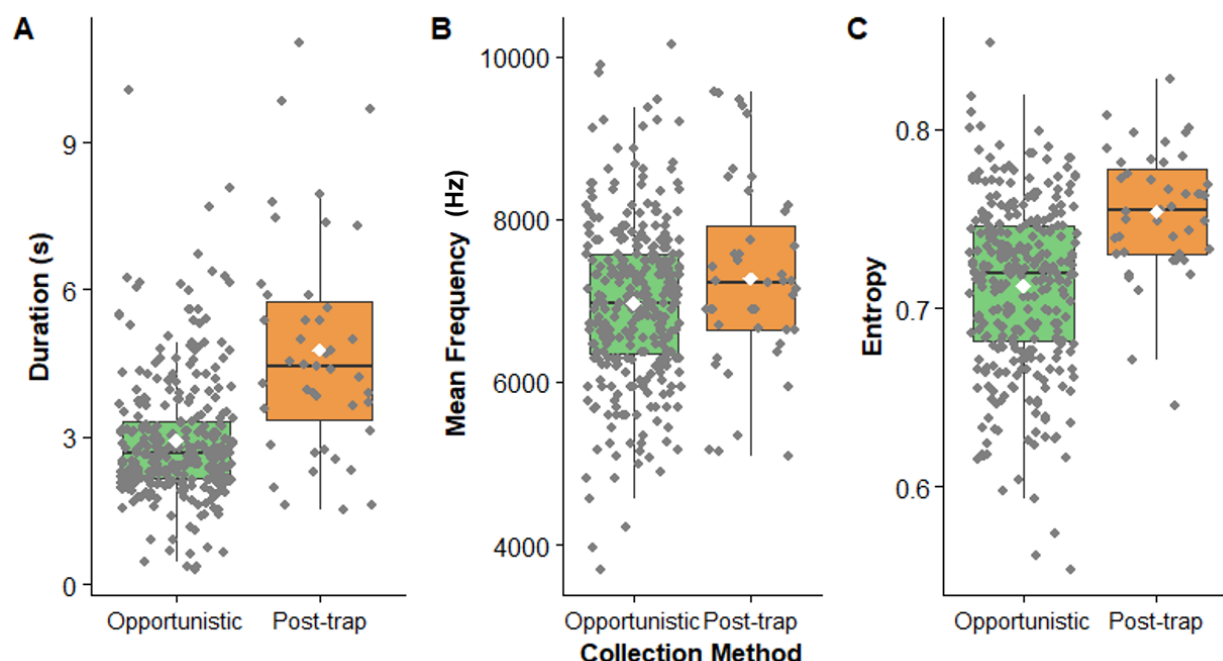 A
Duration (s)
9
6
3
0
Opportunistic
Post-trap
B
Mean Frequency (Hz)
10000
8000
6000
4000
Opportunistic
Post-trap
Collection Method
C
Entropy
0.8
0.7
0.6
Opportunistic
Post-trap